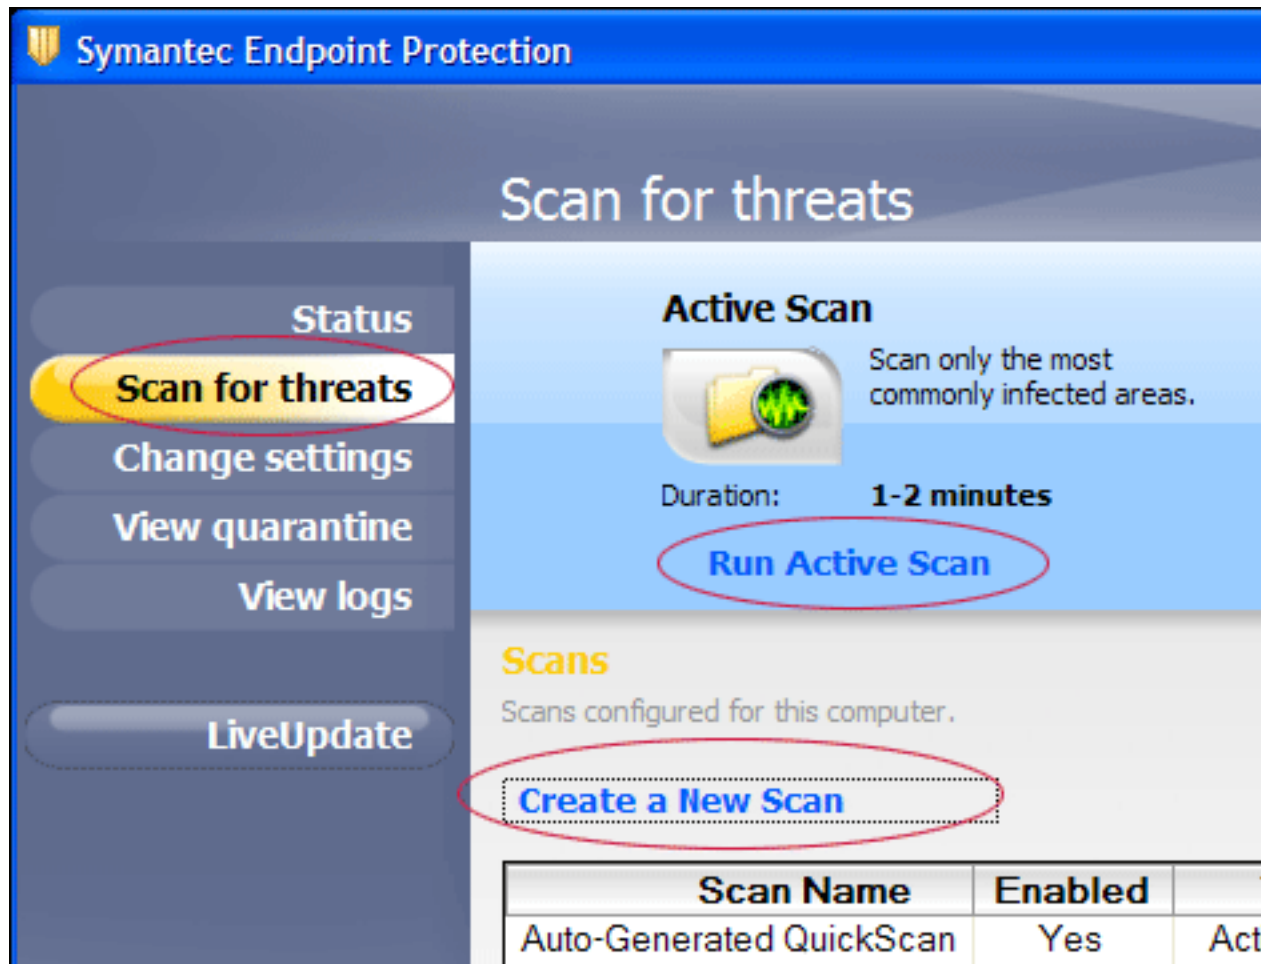 Symantec Endpoint Protection
Scan for threats
Status
Scan for threats
Change settings
View quarantine
View logs
LiveUpdate
Active Scan
Scan only the most
commonly infected areas.
Duration: 1-2 minutes
Run Active Scan
Scans
Scans configured for this computer.
Create a New Scan
Scan Name Enabled
Auto-Generated QuickScan Yes